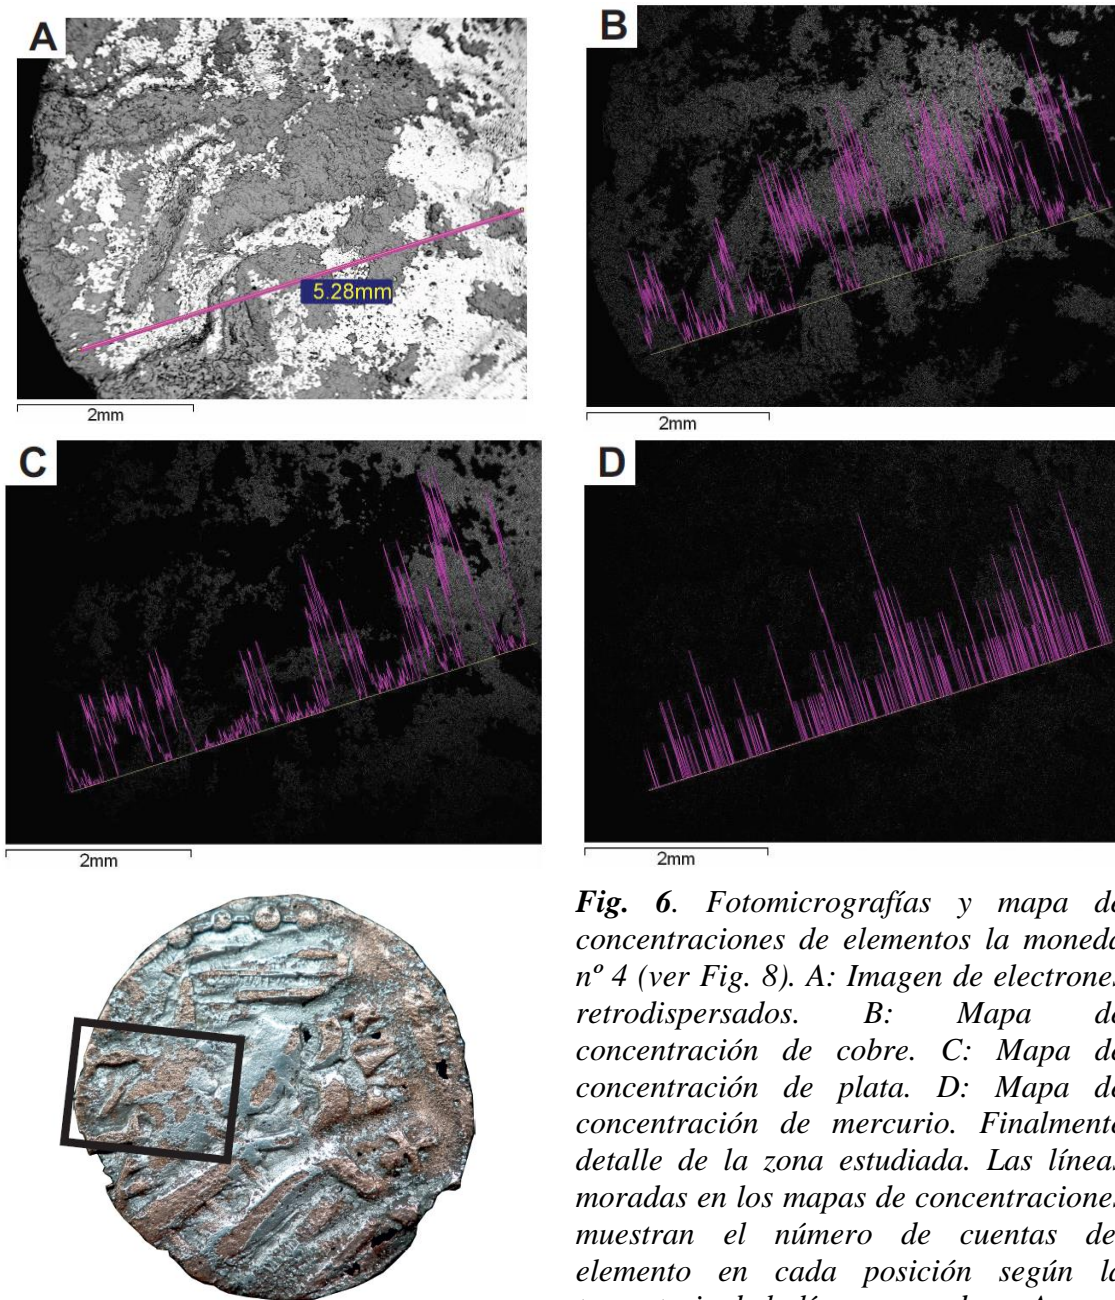 A
5.28mm
2mm
B
2mm
C
2mm
D
2mm
Fig. 6. Fotomicrografías y mapa de
concentraciones de elementos la moneda
nº 4 (ver Fig. 8). A: Imagen de electrones
retrodispersados. B: Mapa de
concentración de cobre. C: Mapa de
concentración de plata. D: Mapa de
concentración de mercurio. Finalmente
detalle de la zona estudiada. Las línea
moradas en los mapas de concentracione
muestran el número de cuentas de
elemento en cada posición según la